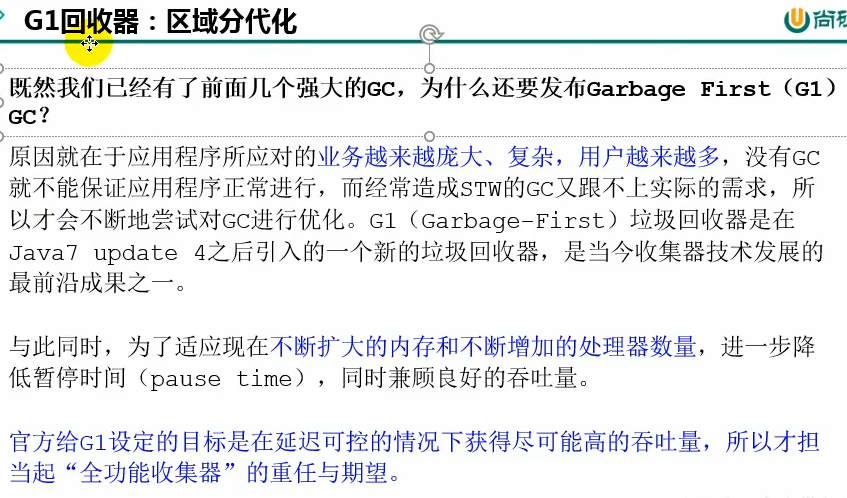 G1回收器：区域分代化
尚硅
既然我们已经有了前面几个强大的GC，为什么还要发布Garbage First（G1）
GC？
原因就在于应用程序所应对的业务越来越庞大、复杂，用户越来越多，没有GC
就不能保证应用程序正常进行，而经常造成STW的GC又跟不上实际的需求，所
以才会不断地尝试对GC进行优化。G1（Garbage-First）垃圾回收器是在
Java7 update 4之后引入的一个新的垃圾回收器，是当今收集器技术发展的
最前沿成果之一。
与此同时，为了适应现在不断扩大的内存和不断增加的处理器数量，进一步降
低暂停时间（pause time），同时兼顾良好的吞吐量。
官方给G1设定的目标是在延迟可控的情况下获得尽可能高的吞吐量，所以才担
当起“全功能收集器”的重任与期望。